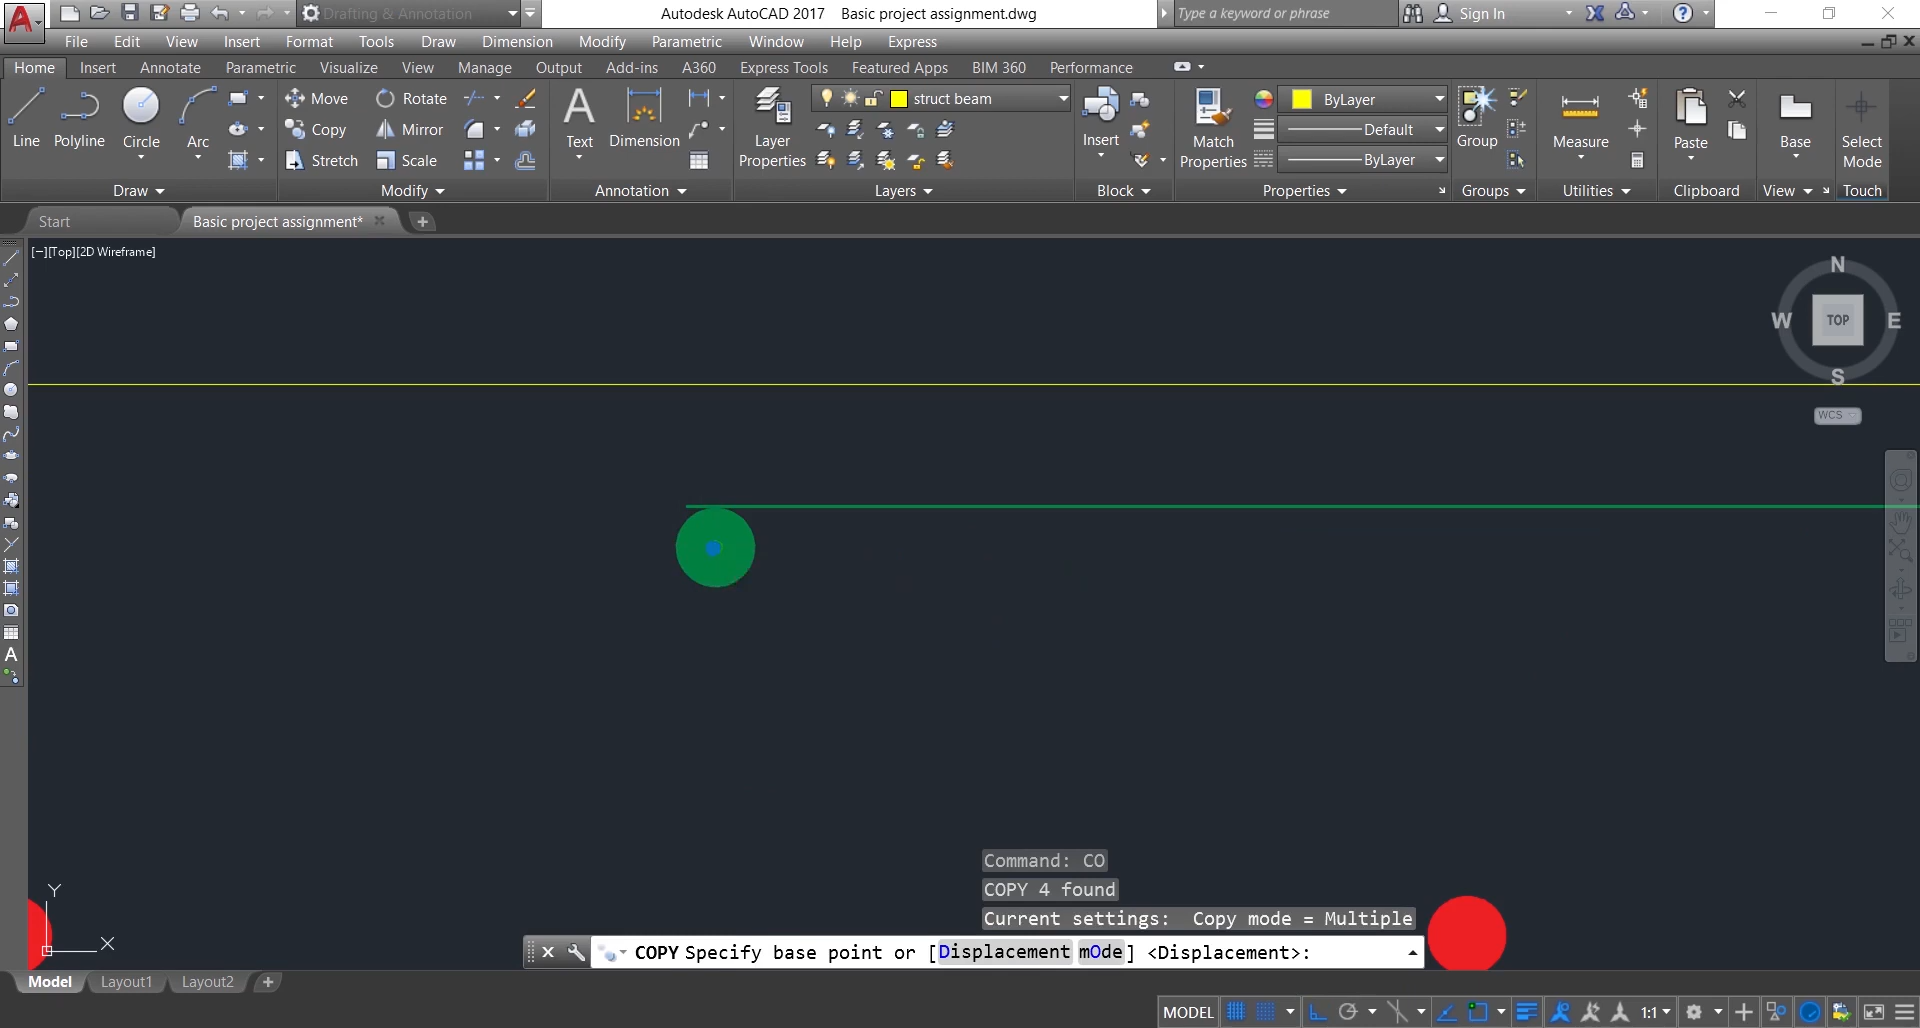 Drafting & Annotation Autodesk AutoCAD 2017 Basic project assignment.dwg Type a keyword or phrase Sign In
File Edit View Insert Format Tools Draw Dimension Modify Parametric Window Help Express
Home Insert Annotate Parametric Visualize View Manage Output Add-ins A360 Express Tools Featured Apps BIM 360 Performance
Line Polyline Circle Arc
Move Rotate
Copy Mirror
Stretch Scale
A
Text Dimension
Layer Properties
struct beam
Insert
Match Properties
ByLayer
Default
ByLayer
Group
Measure
Paste
Base
Select Mode
Draw Modify Annotation Layers Block Properties Groups Utilities Clipboard View Touch
Start Basic project assignment*
[−][Top][2D Wireframe]
N
W TOP E
S
WCS
A
Command: CO
COPY 4 found
Current settings: Copy mode = Multiple
COPY Specify base point or [Displacement mOde] <Displacement>:
Y
X
Model Layout1 Layout2
MODEL 1:1